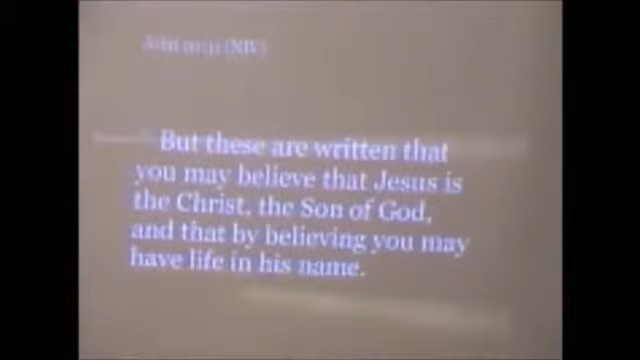 John (NIV)
But these are written that
you may believe that Jesus is
the Christ, the Son of God,
and that by believing you may
have life in his name.